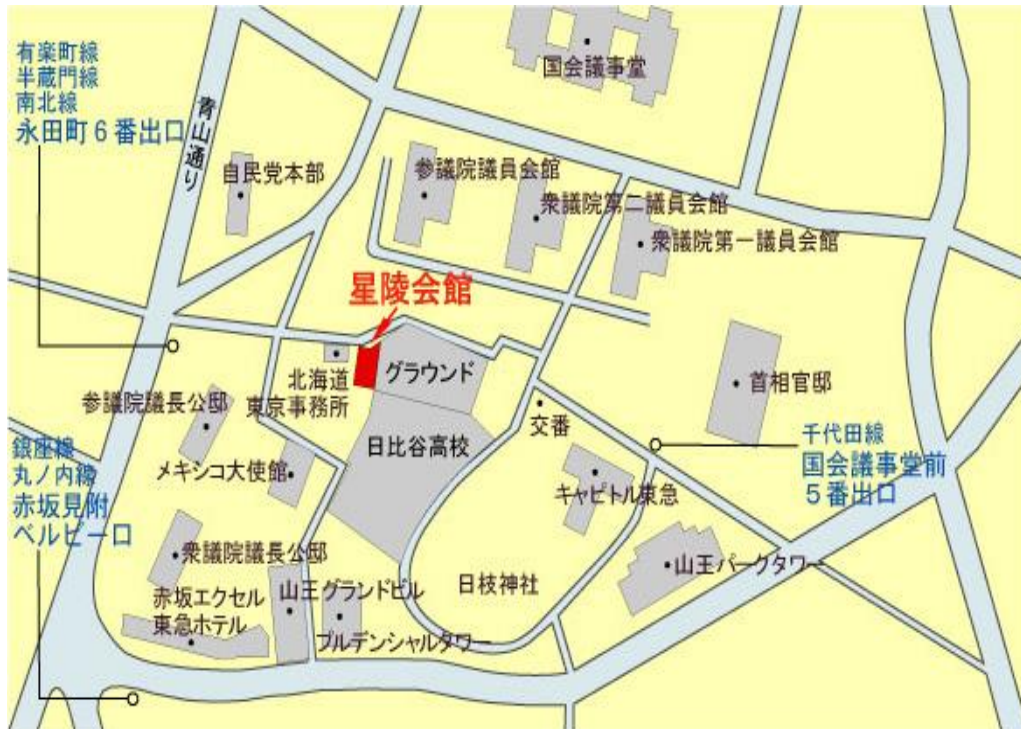 有楽町線
半蔵門線
南北線
永田町6番出口
青山通り
国会議事堂
自民党本部
参議院議員会館
衆議院第二議員会館
衆議院第一議員会館
星陵会館
北海道
東京事務所
グラウンド
首相官邸
参議院議長公邸
日比谷高校
交番
千代田線
国会議事堂前
5番出口
銀座線
丸ノ内線
赤坂見附
ベルビー口
メキシコ大使館
キャピトル東急
衆議院議長公邸
山王パークタワー
日枝神社
赤坂エクセル
東急ホテル
山王グランドビル
プルデンシャルタワー